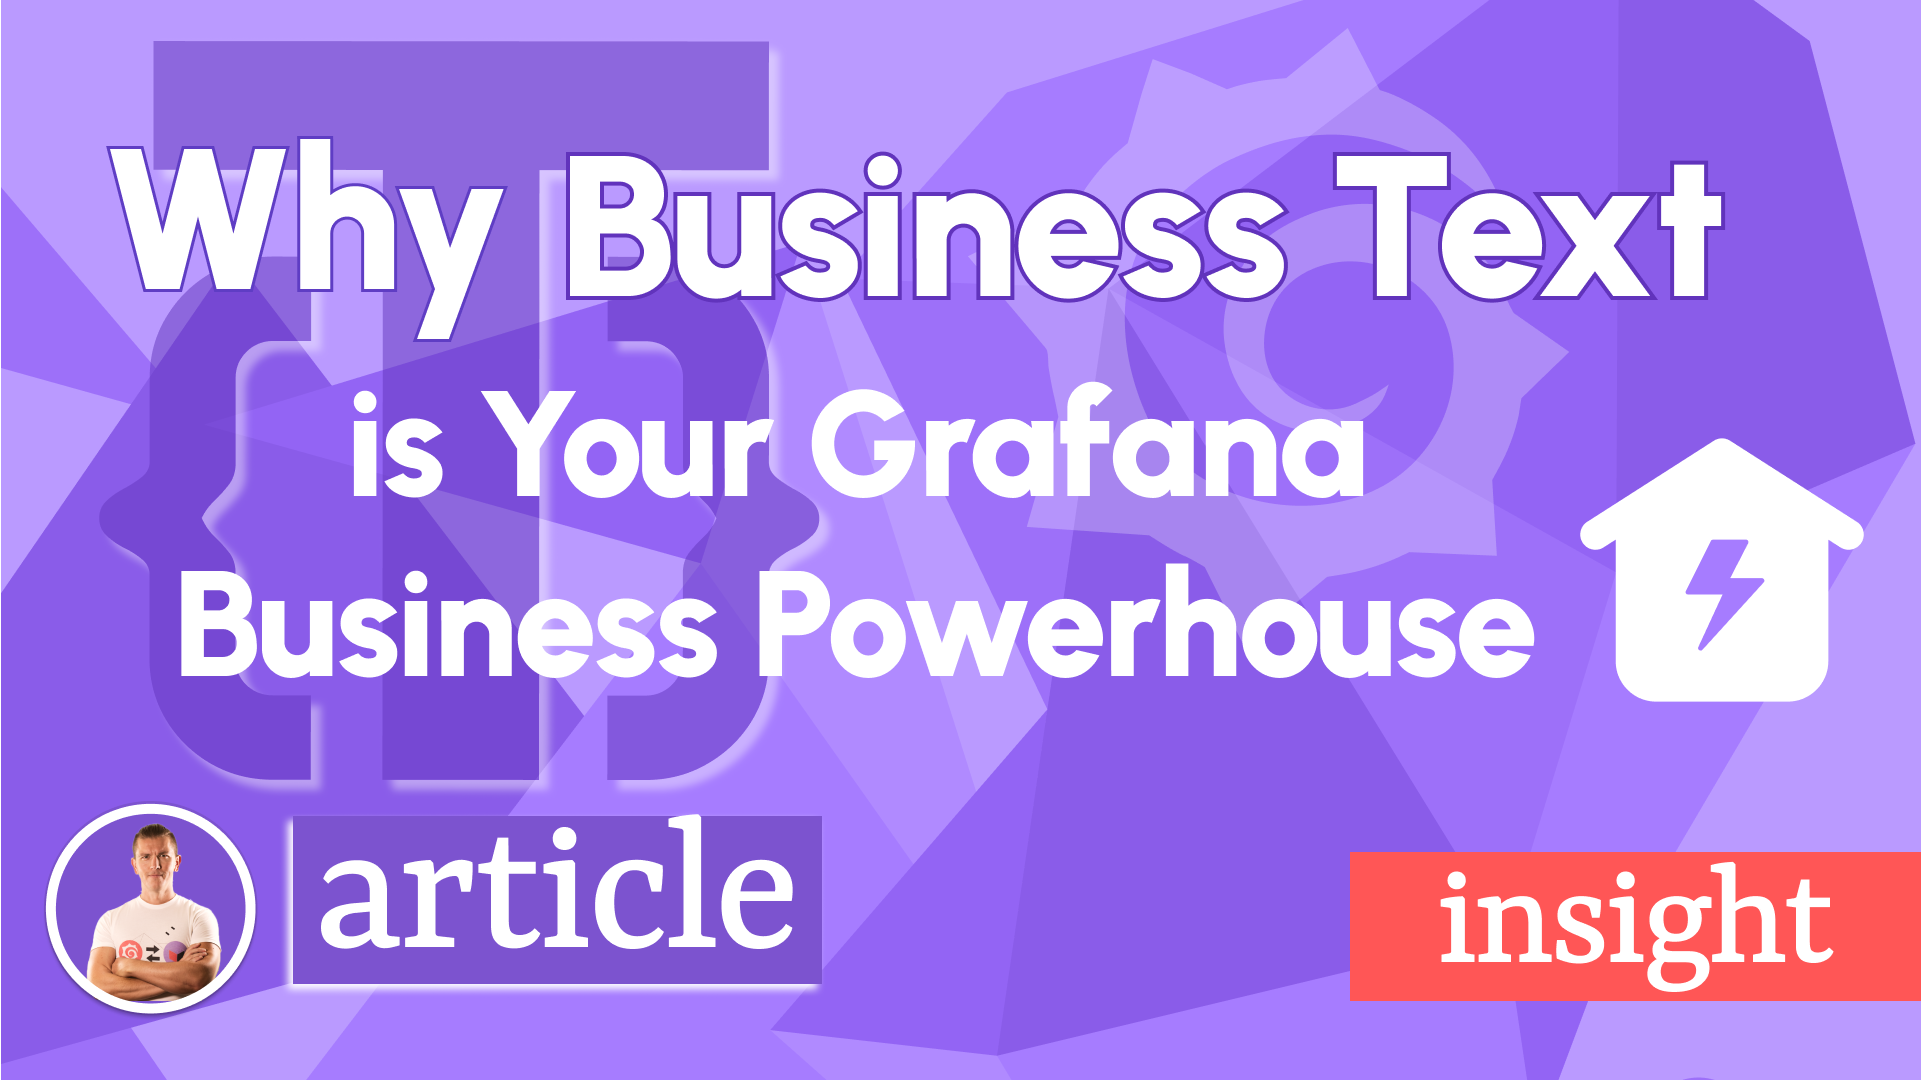 Why Business Text
is Your Grafana
Business Powerhouse
article
insight